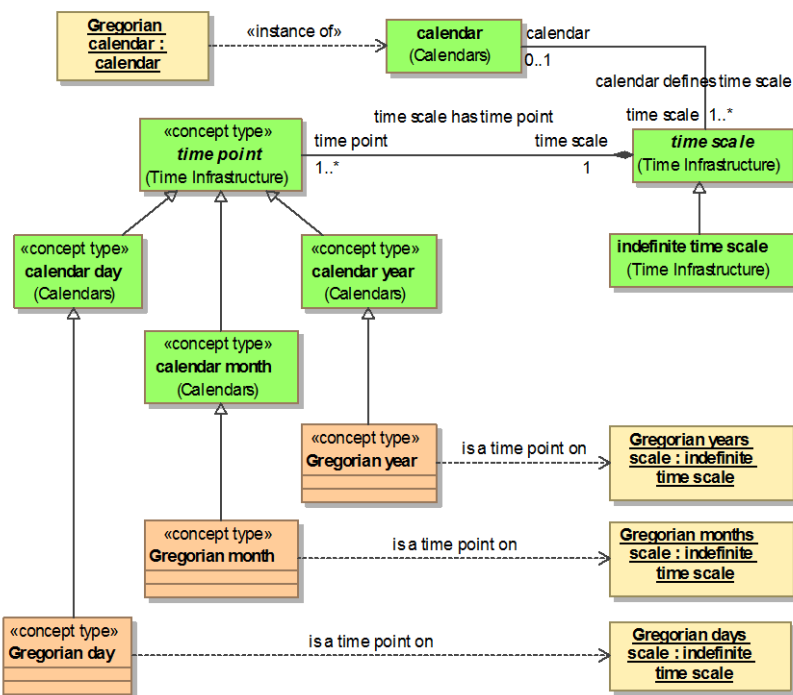 Gregorian
calendar :
calendar
«instance of»
calendar
(Calendars)
calendar
0..1
calendar defines time scale
time scale 1..*
time scale has time point
«concept type»
time point
(Time Infrastructure)
time point
1..*
time scale
1
time scale
(Time Infrastructure)
«concept type»
calendar day
(Calendars)
«concept type»
calendar year
(Calendars)
indefinite time scale
(Time Infrastructure)
«concept type»
calendar month
(Calendars)
«concept type»
Gregorian year
is a time point on
Gregorian years
scale : indefinite
time scale
«concept type»
Gregorian month
is a time point on
Gregorian months
scale : indefinite
time scale
«concept type»
Gregorian day
is a time point on
Gregorian days
scale : indefinite
time scale